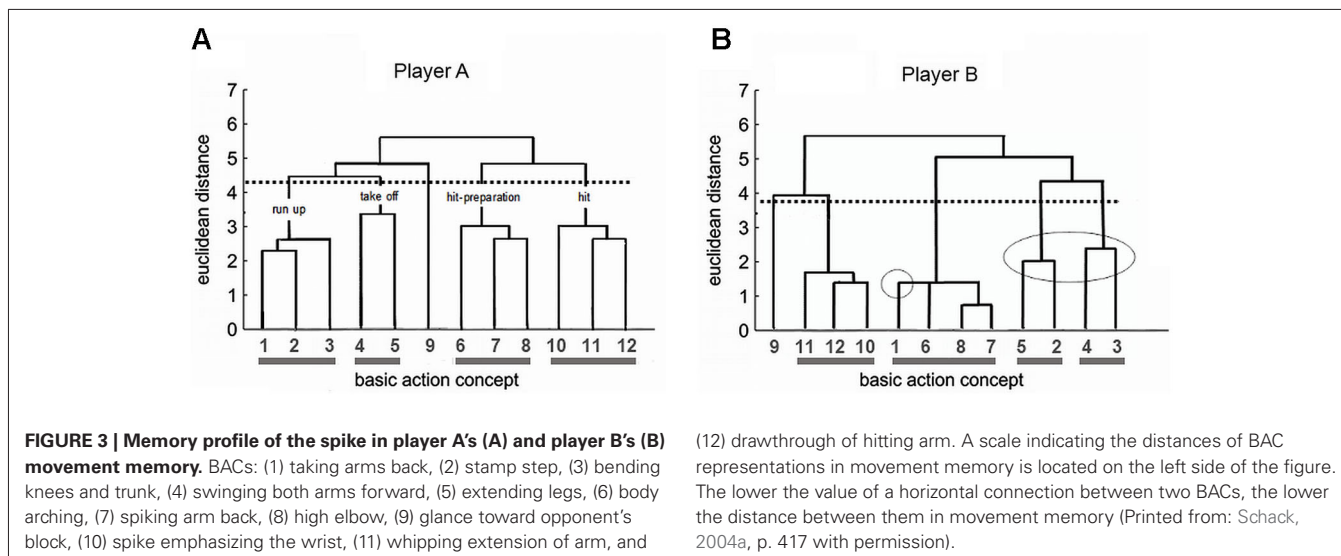 A
Player A
7
6
5
4
3
2
1
0
euclidean distance
run up
take off
hit-preparation
hit
1 2 3 4 5 9 6 7 8 10 11 12
basic action concept
B
Player B
7
6
5
4
3
2
1
0
euclidean distance
9 11 12 10 1 6 8 7 5 2 4 3
basic action concept
FIGURE 3 | Memory profile of the spike in player A's (A) and player B's (B)
movement memory. BACs: (1) taking arms back, (2) stamp step, (3) bending
knees and trunk, (4) swinging both arms forward, (5) extending legs, (6) body
arching, (7) spiking arm back, (8) high elbow, (9) glance toward opponent's
block, (10) spike emphasizing the wrist, (11) whipping extension of arm, and
(12) drawthrough of hitting arm. A scale indicating the distances of BAC
representations in movement memory is located on the left side of the figure.
The lower the value of a horizontal connection between two BACs, the lower
the distance between them in movement memory (Printed from: Schack,
2004a, p. 417 with permission).